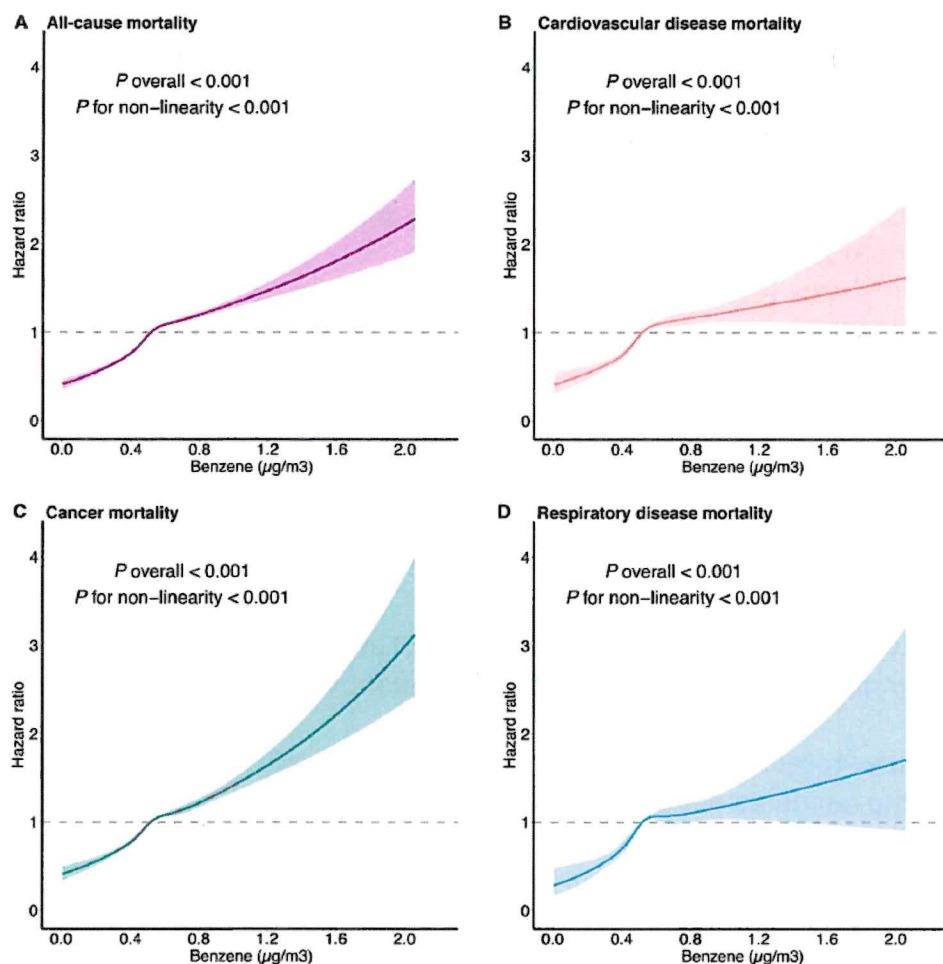 A All-cause mortality
P overall < 0.001
P for non-linearity < 0.001
Hazard ratio
4
3
2
1
0
0.0 0.4 0.8 1.2 1.6 2.0
Benzene (μg/m3)
B Cardiovascular disease mortality
P overall < 0.001
P for non-linearity < 0.001
Hazard ratio
4
3
2
1
0
0.0 0.4 0.8 1.2 1.6 2.0
Benzene (μg/m3)
C Cancer mortality
P overall < 0.001
P for non-linearity < 0.001
Hazard ratio
4
3
2
1
0
0.0 0.4 0.8 1.2 1.6 2.0
Benzene (μg/m3)
D Respiratory disease mortality
P overall < 0.001
P for non-linearity < 0.001
Hazard ratio
4
3
2
1
0
0.0 0.4 0.8 1.2 1.6 2.0
Benzene (μg/m3)